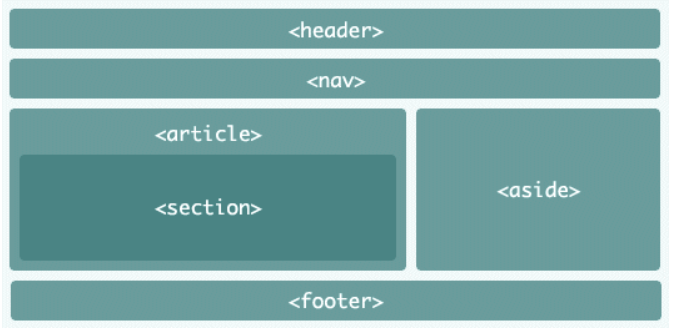 <header>
<nav>
<article>
<section>
<aside>
<footer>